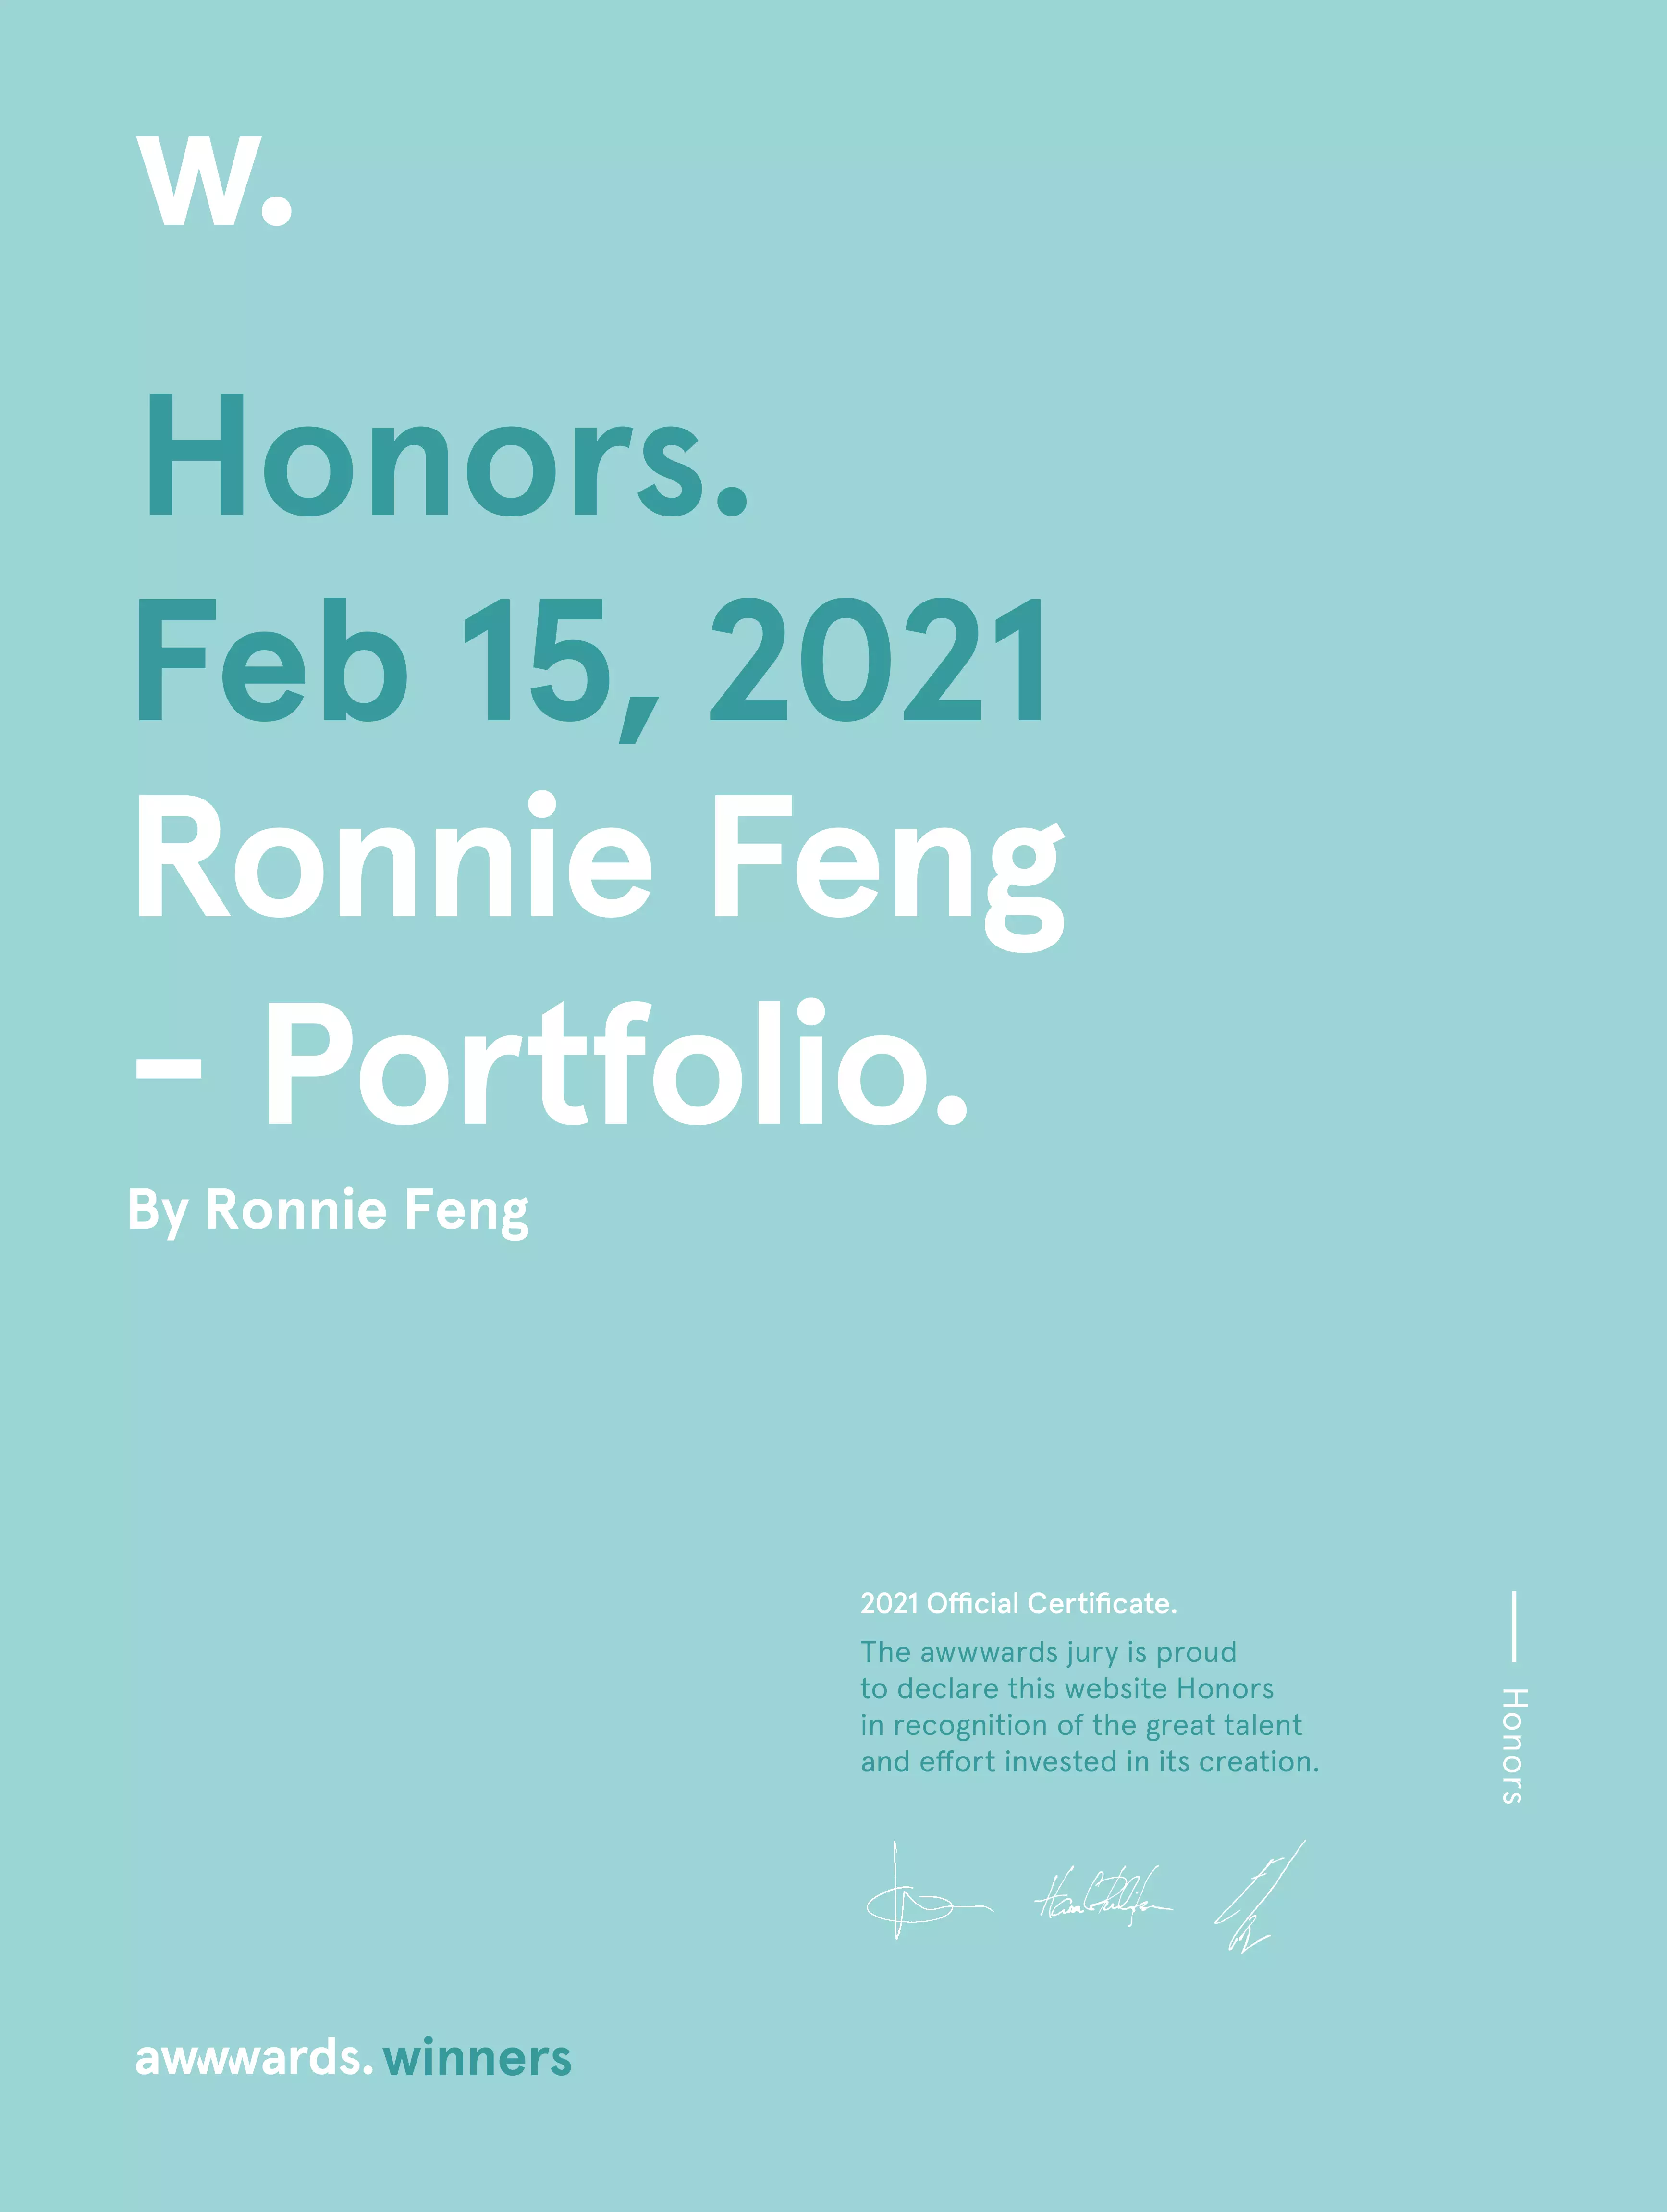 W.
Honors.
Feb 15, 2021
Ronnie Feng
– Portfolio.
By Ronnie Feng
2021 Official Certificate.
The awwwards jury is proud
to declare this website Honors
in recognition of the great talent
and effort invested in its creation.
Honors
awwwards. winners